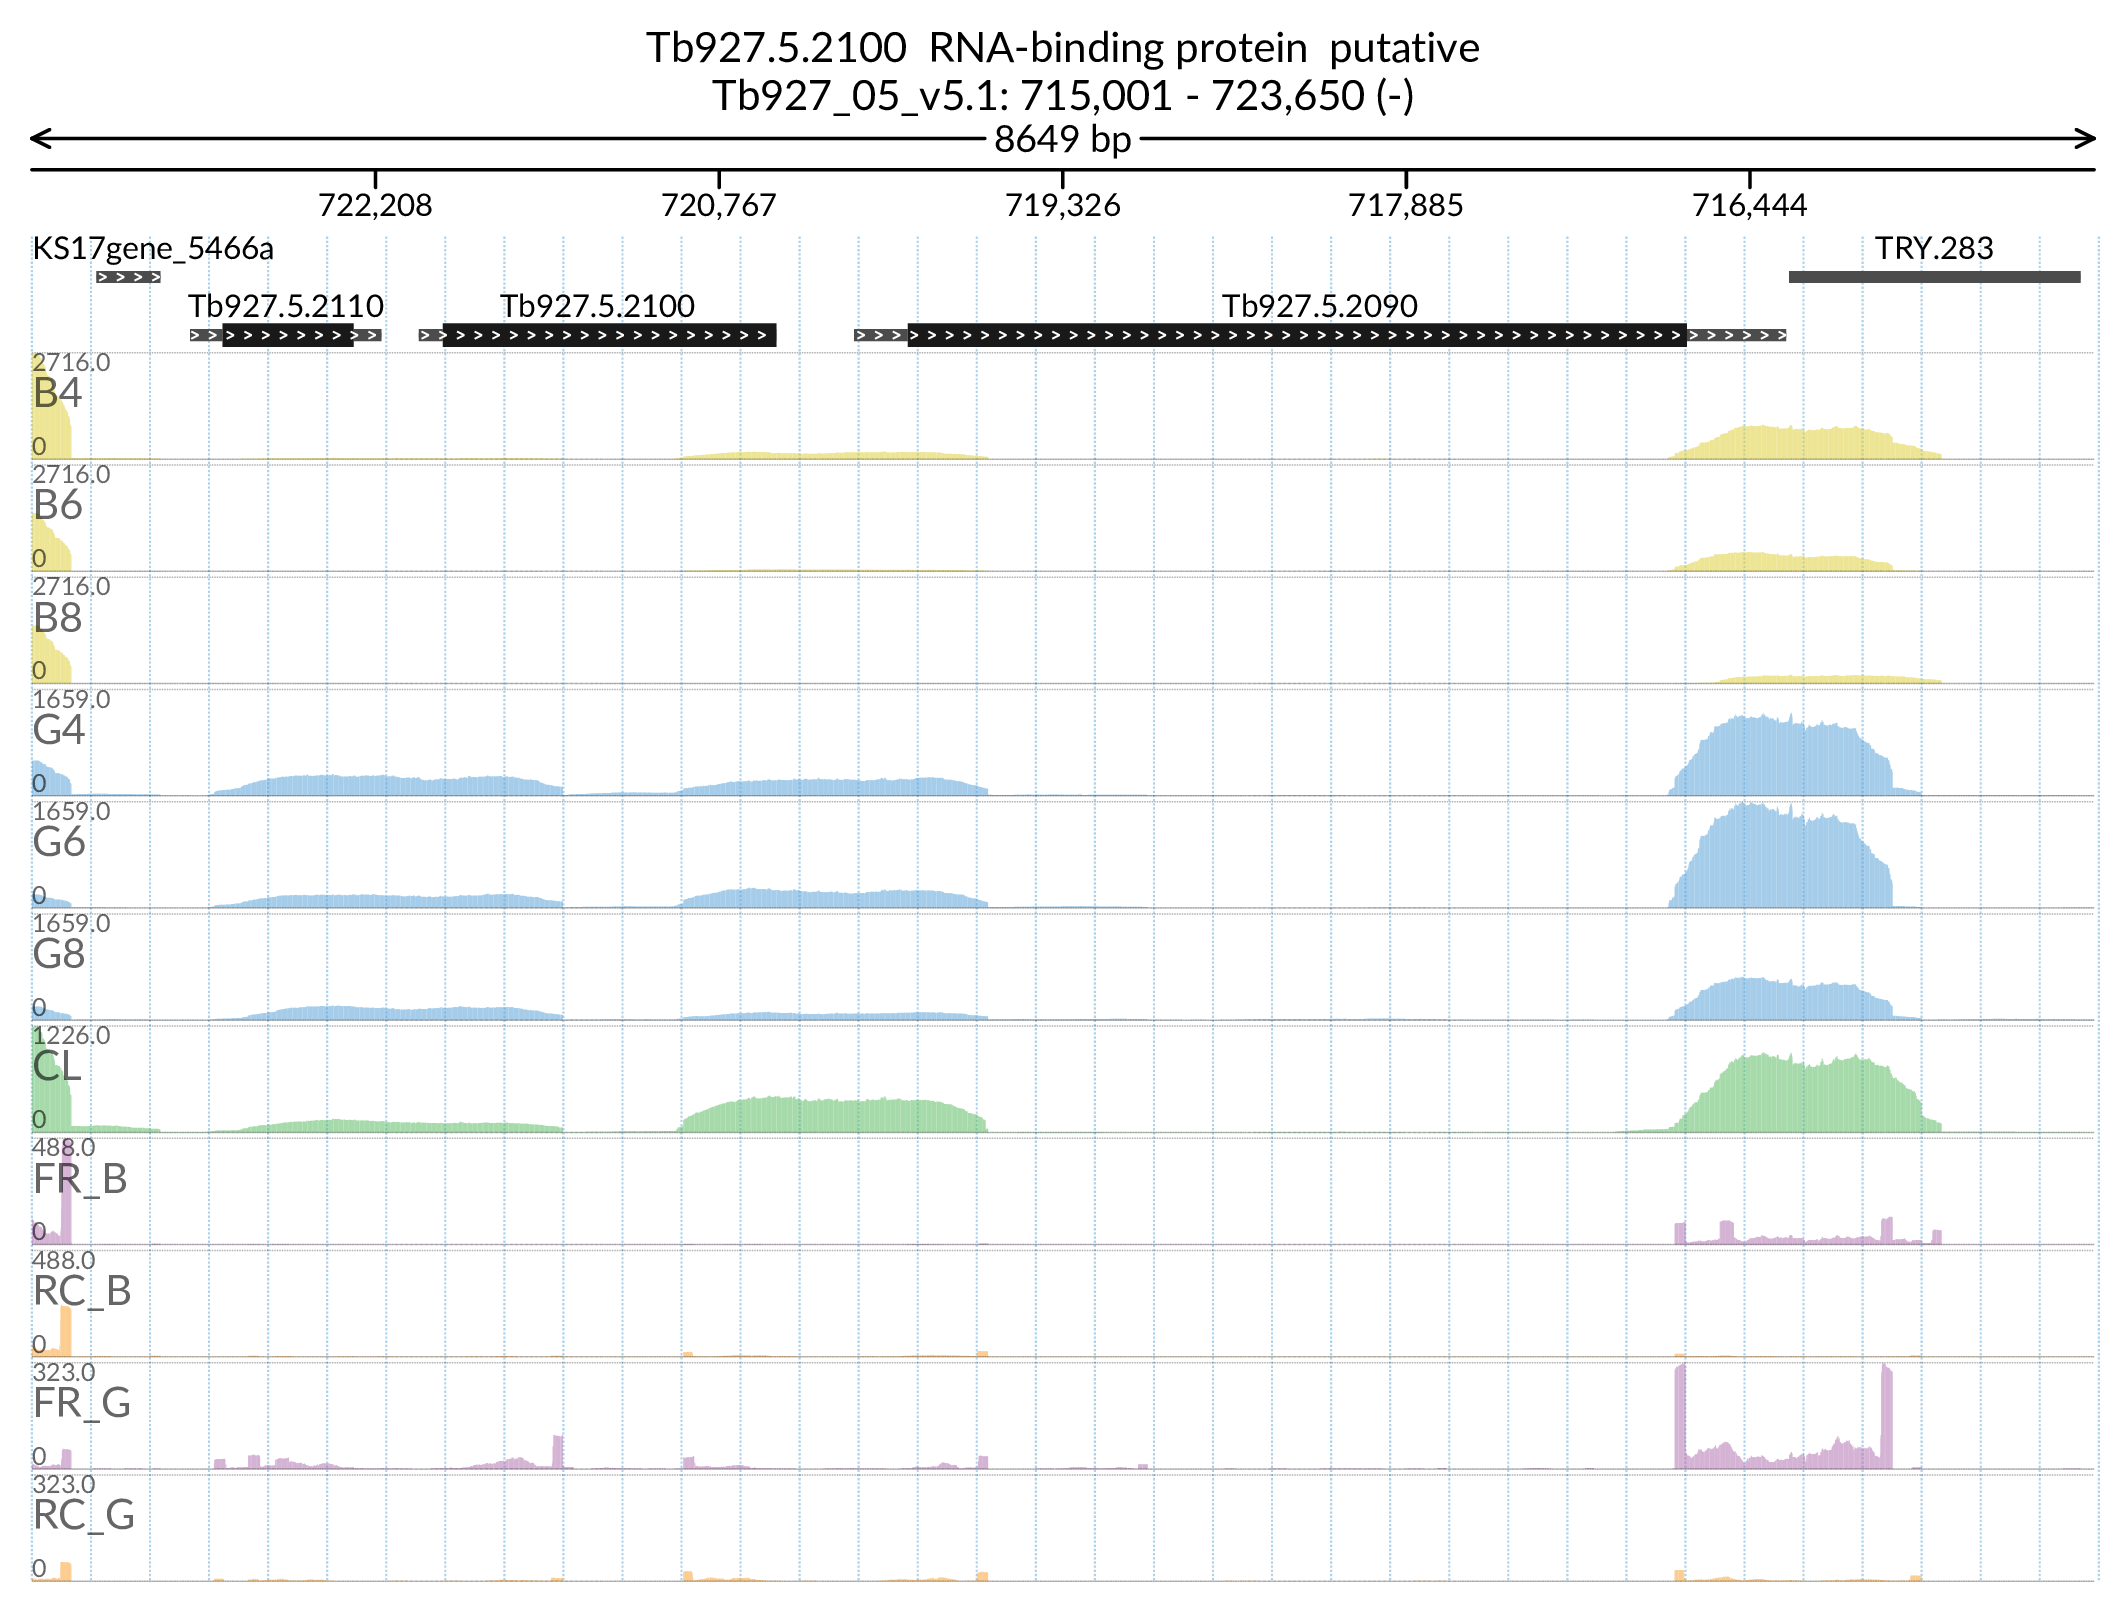 Tb927.5.2100  RNA-binding protein  putative
Tb927_05_v5.1: 715,001 - 723,650 (-)
8649 bp
722,208 720,767 719,326 717,885 716,444
KS17gene_5466a TRY.283
Tb927.5.2110 Tb927.5.2100 Tb927.5.2090
2716.0
B4
0
2716.0
B6
0
2716.0
B8
0
1659.0
G4
0
1659.0
G6
0
1659.0
G8
0
1226.0
CL
0
488.0
FR_B
0
488.0
RC_B
0
323.0
FR_G
0
323.0
RC_G
0